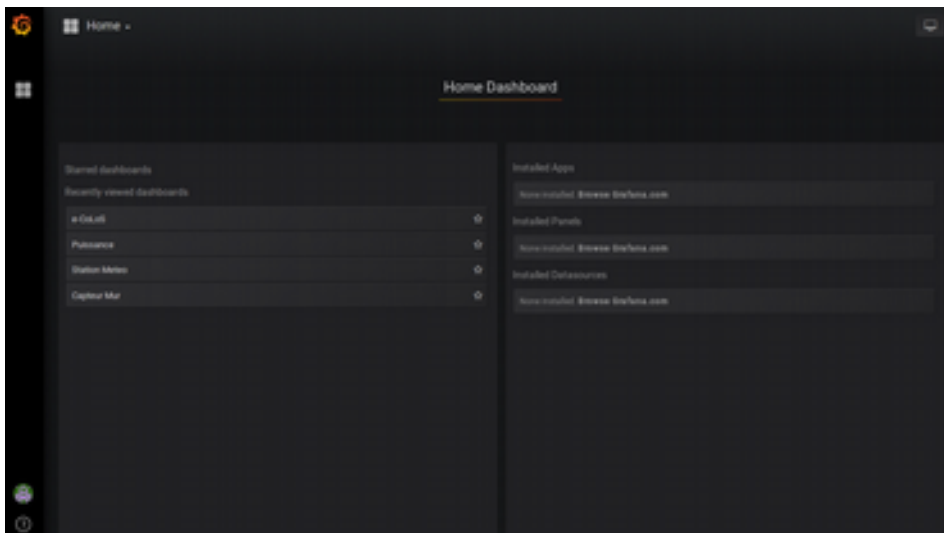 Home
Home Dashboard
Starred dashboards
Recently viewed dashboards
Puissance
Station Meteo
Capteur Mur
Installed Apps
None installed. Browse Grafana.com
Installed Panels
None installed. Browse Grafana.com
Installed Datasources
None installed. Browse Grafana.com